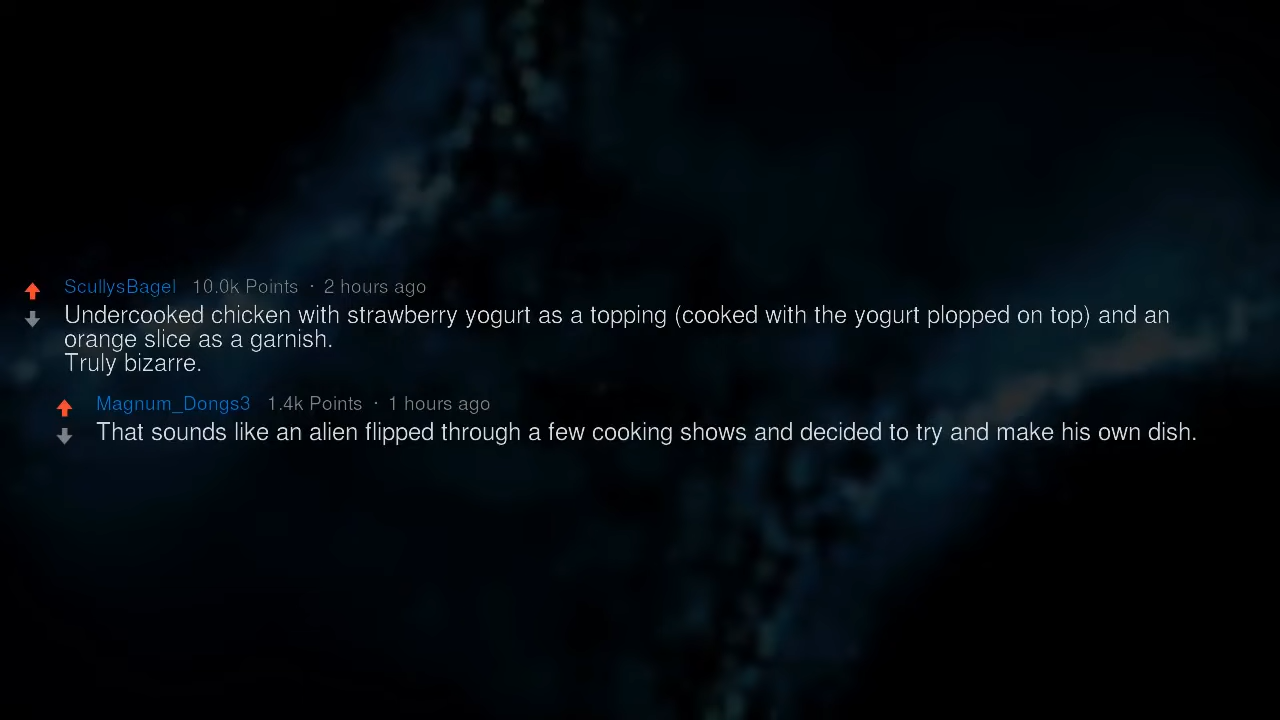 ScullysBagel 10.0k Points · 2 hours ago
Undercooked chicken with strawberry yogurt as a topping (cooked with the yogurt plopped on top) and an
orange slice as a garnish.
Truly bizarre.
Magnum_Dongs3 1.4k Points · 1 hours ago
That sounds like an alien flipped through a few cooking shows and decided to try and make his own dish.